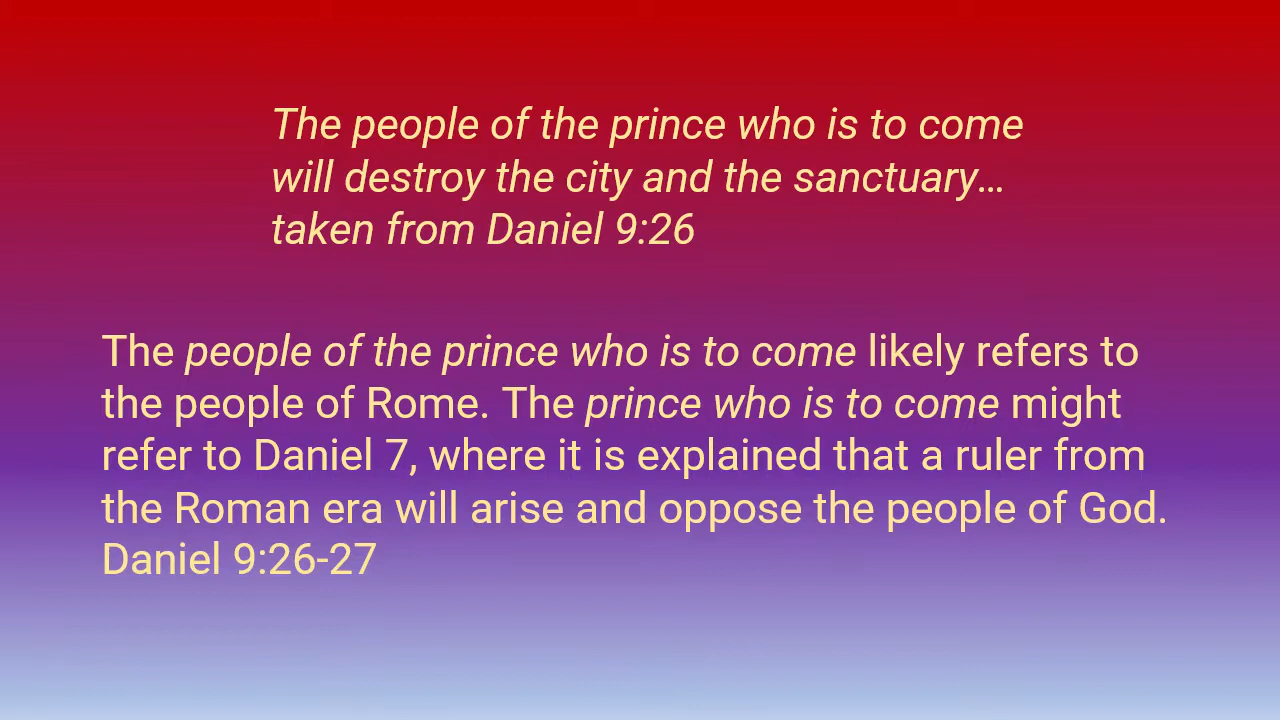 The people of the prince who is to come
will destroy the city and the sanctuary…
taken from Daniel 9:26
The people of the prince who is to come likely refers to
the people of Rome. The prince who is to come might
refer to Daniel 7, where it is explained that a ruler from
the Roman era will arise and oppose the people of God.
Daniel 9:26-27